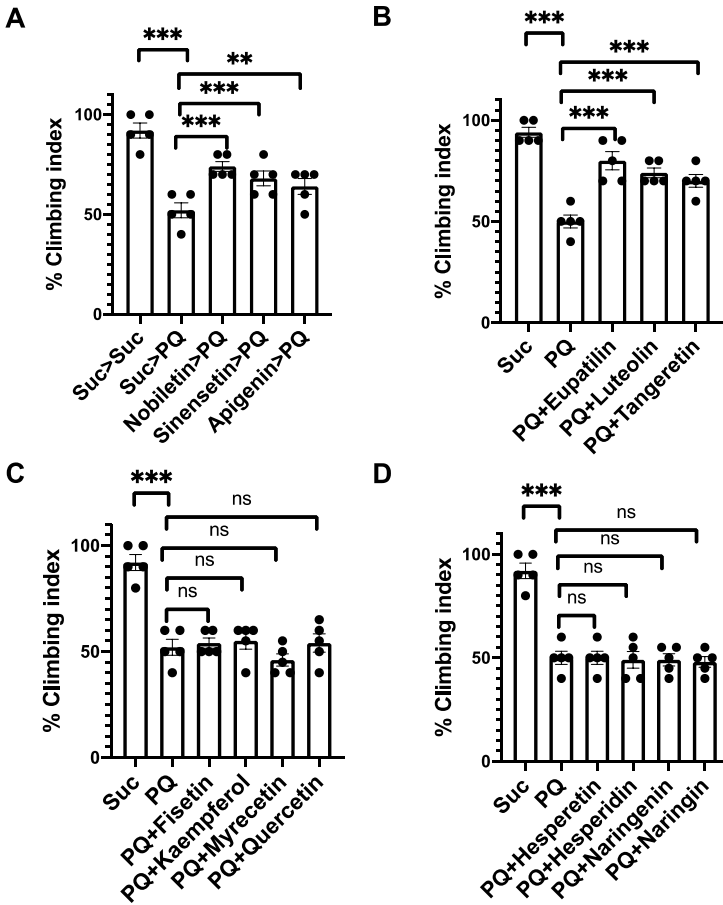 A
***
**
***
***
% Climbing index
100
50
0
Suc>Suc
Suc>PQ
Nobiletin>PQ
Sinensetin>PQ
Apigenin>PQ
B
***
***
***
***
% Climbing index
100
50
0
Suc
PQ
PQ+Eupatilin
PQ+Luteolin
PQ+Tangeretin
C
***
ns
ns
ns
ns
% Climbing index
100
50
0
Suc
PQ
PQ+Fisetin
PQ+Kaempferol
PQ+Myrecetin
PQ+Quercetin
D
***
ns
ns
ns
ns
% Climbing index
100
50
0
Suc
PQ
PQ+Hesperetin
PQ+Hesperidin
PQ+Naringenin
PQ+Naringin